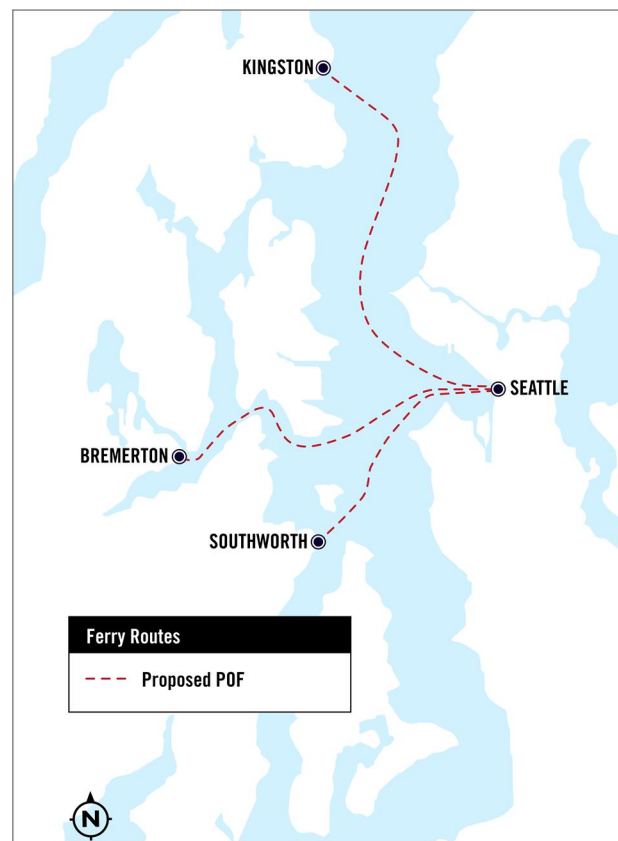 KINGSTON
SEATTLE
BREMERTON
SOUTHWORTH
Ferry Routes
Proposed POF
N